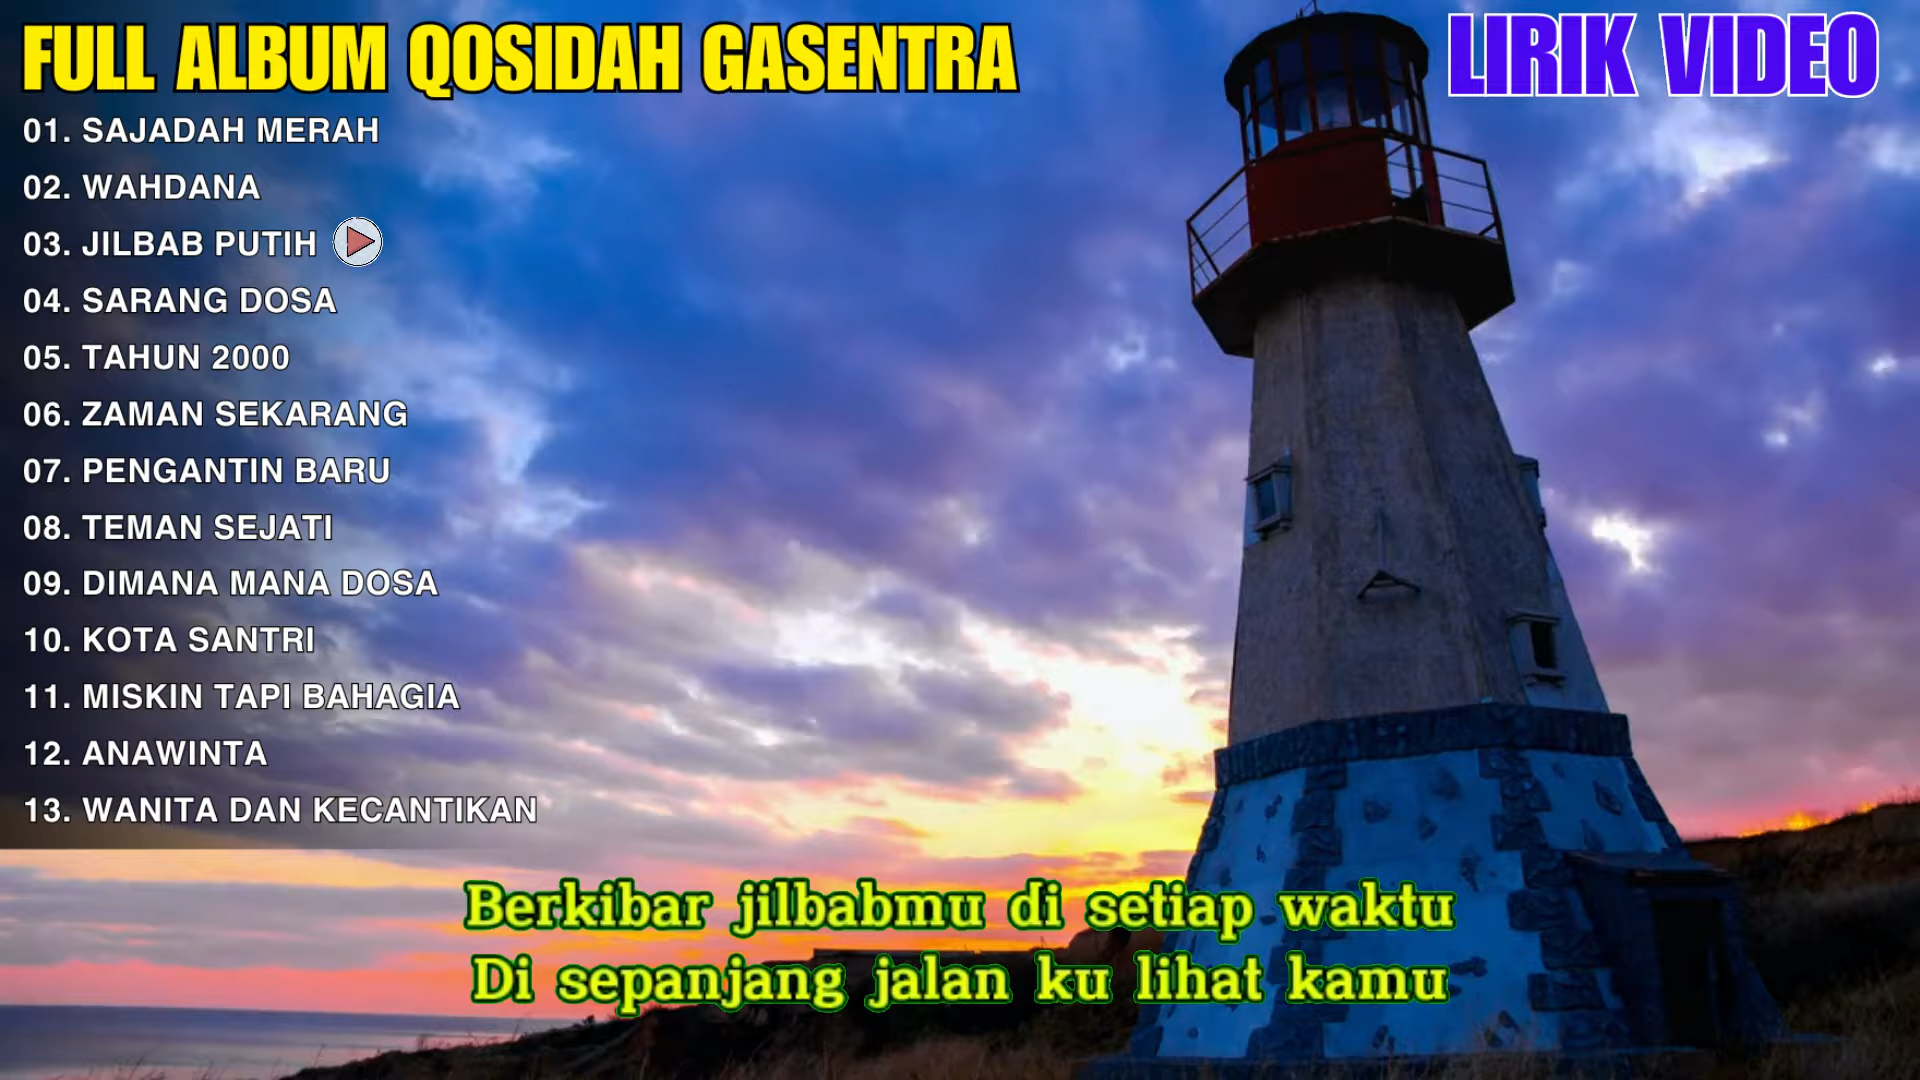 FULL ALBUM QOSIDAH GASENTRA
LIRIK VIDEO
01. SAJADAH MERAH
02. WAHDANA
03. JILBAB PUTIH
04. SARANG DOSA
05. TAHUN 2000
06. ZAMAN SEKARANG
07. PENGANTIN BARU
08. TEMAN SEJATI
09. DIMANA MANA DOSA
10. KOTA SANTRI
11. MISKIN TAPI BAHAGIA
12. ANAWINTA
13. WANITA DAN KECANTIKAN
Berkibar jilbabmu di setiap waktu
Di sepanjang jalan ku lihat kamu